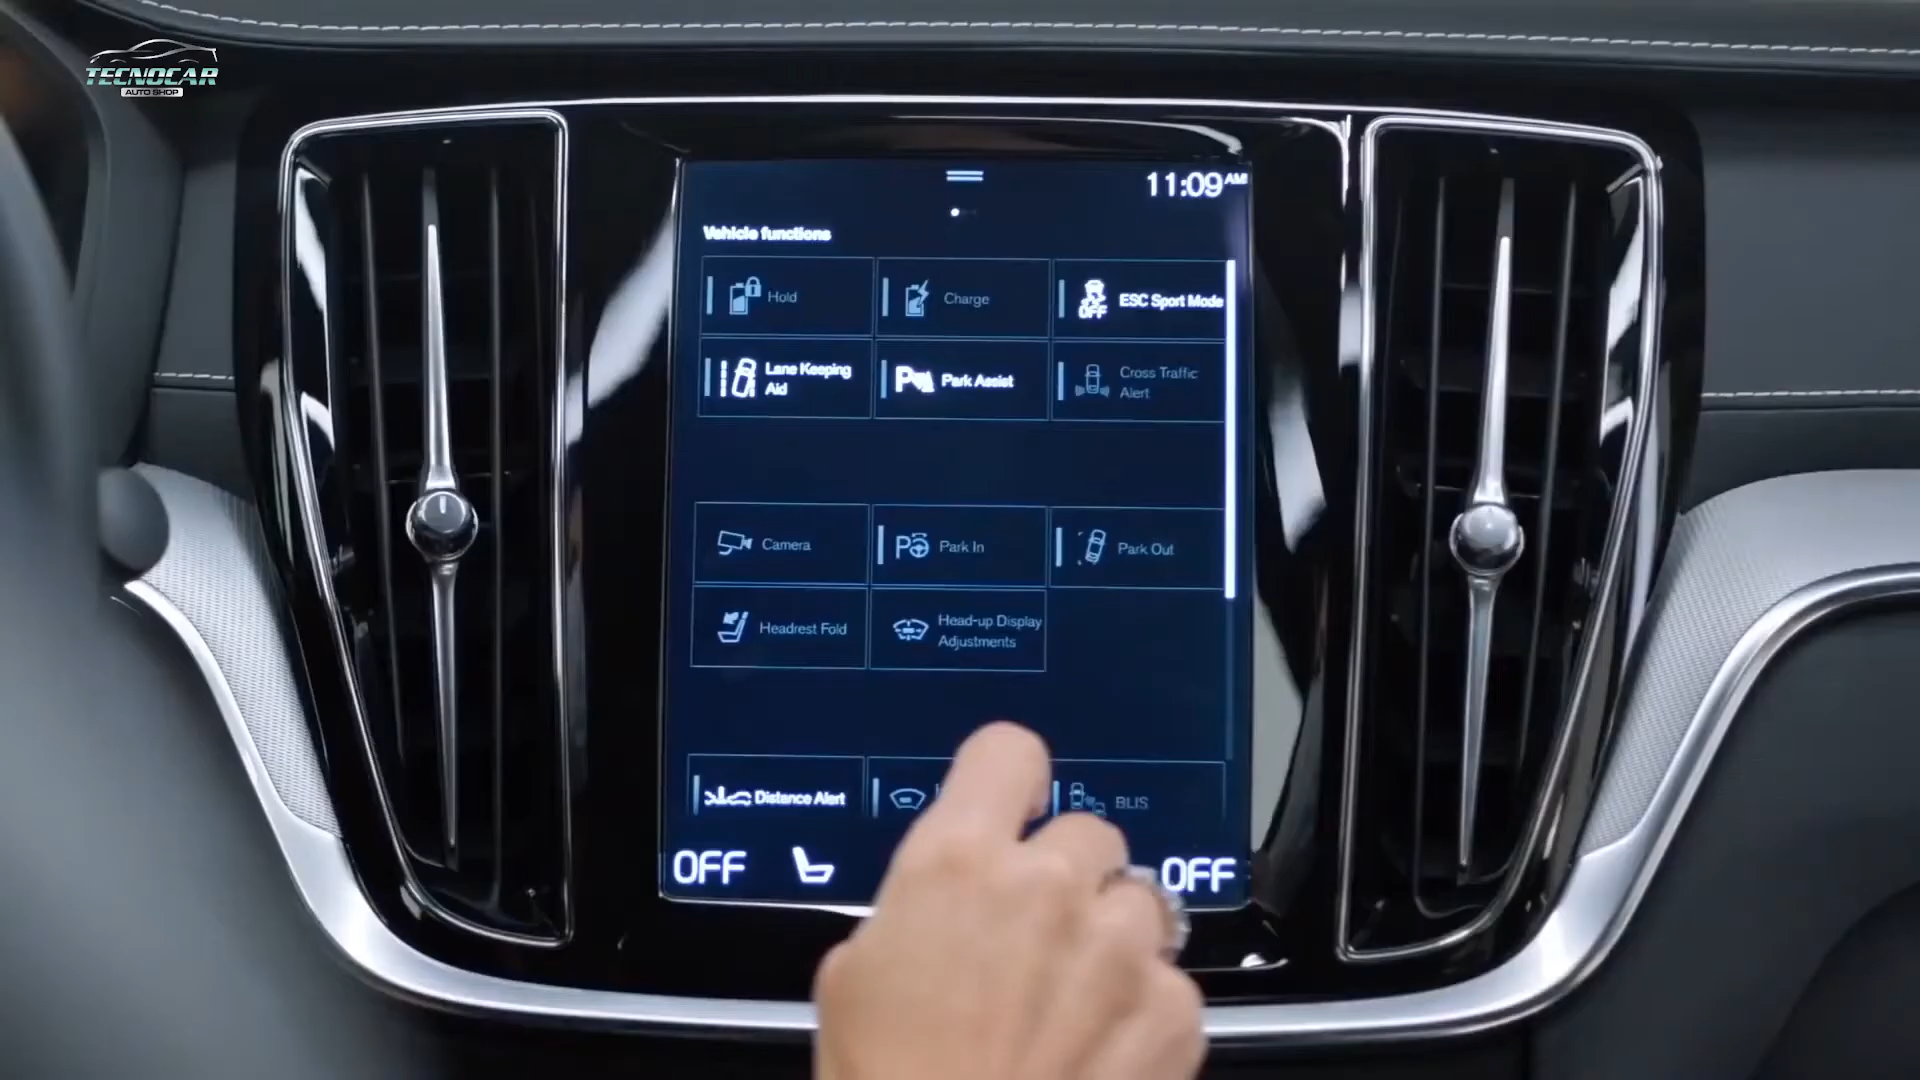 TECNOCAR
AUTO SHOP
11:09 AM
Vehicle functions
Hold
Charge
OFF
ESC Sport Mode
Lane Keeping
Aid
P
Park Assist
Cross Traffic
Alert
Camera
P
Park In
Park Out
Headrest Fold
Head-up Display
Adjustments
Distance Alert
BLIS
OFF
OFF